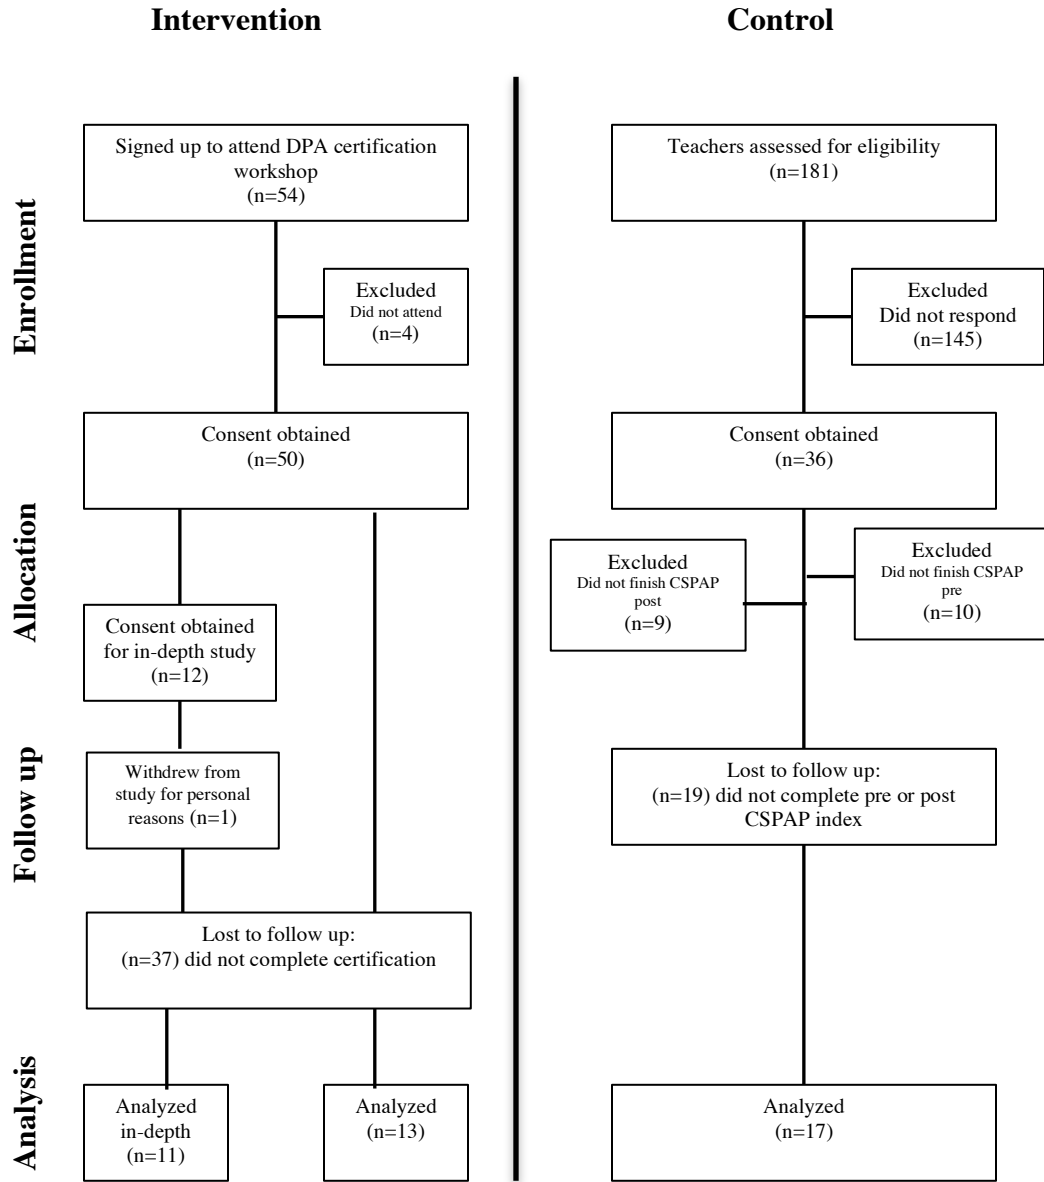 Intervention
Control
Enrollment
Signed up to attend DPA certification
workshop
(n=54)
Teachers assessed for eligibility
(n=181)
Excluded
Did not attend
(n=4)
Excluded
Did not respond
(n=145)
Consent obtained
(n=50)
Consent obtained
(n=36)
Allocation
Excluded
Did not finish CSPAP
post
(n=9)
Excluded
Did not finish CSPAP
pre
(n=10)
Consent obtained
for in-depth study
(n=12)
Follow up
Withdrew from
study for personal
reasons (n=1)
Lost to follow up:
(n=19) did not complete pre or post
CSPAP index
Lost to follow up:
(n=37) did not complete certification
Analysis
Analyzed
in-depth
(n=11)
Analyzed
(n=13)
Analyzed
(n=17)